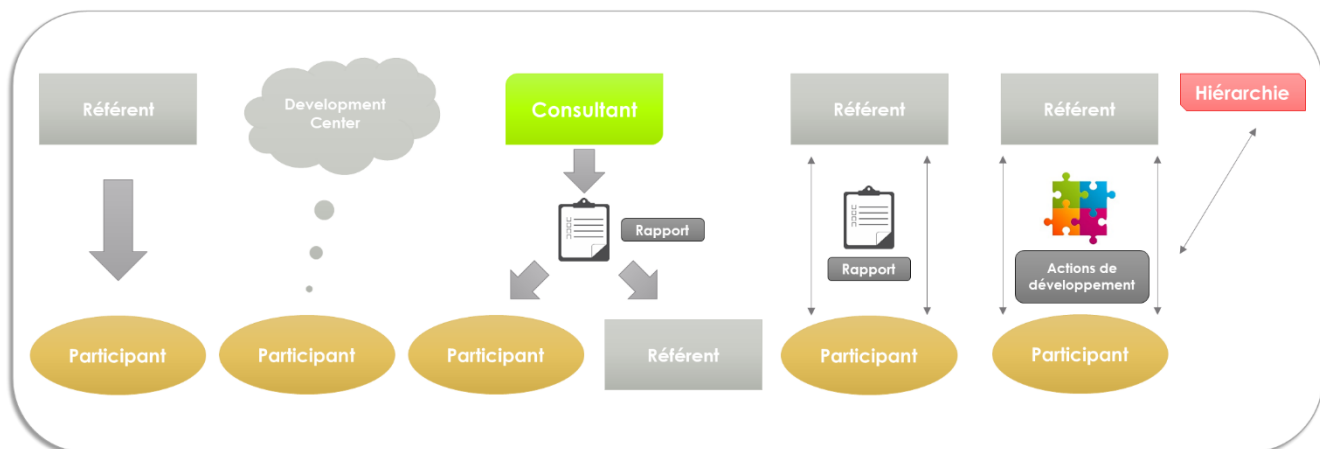 Référent
Development
Center
Consultant
Référent
Référent
Hiérarchie
Rapport
Rapport
Actions de
développement
Participant
Participant
Participant
Référent
Participant
Participant